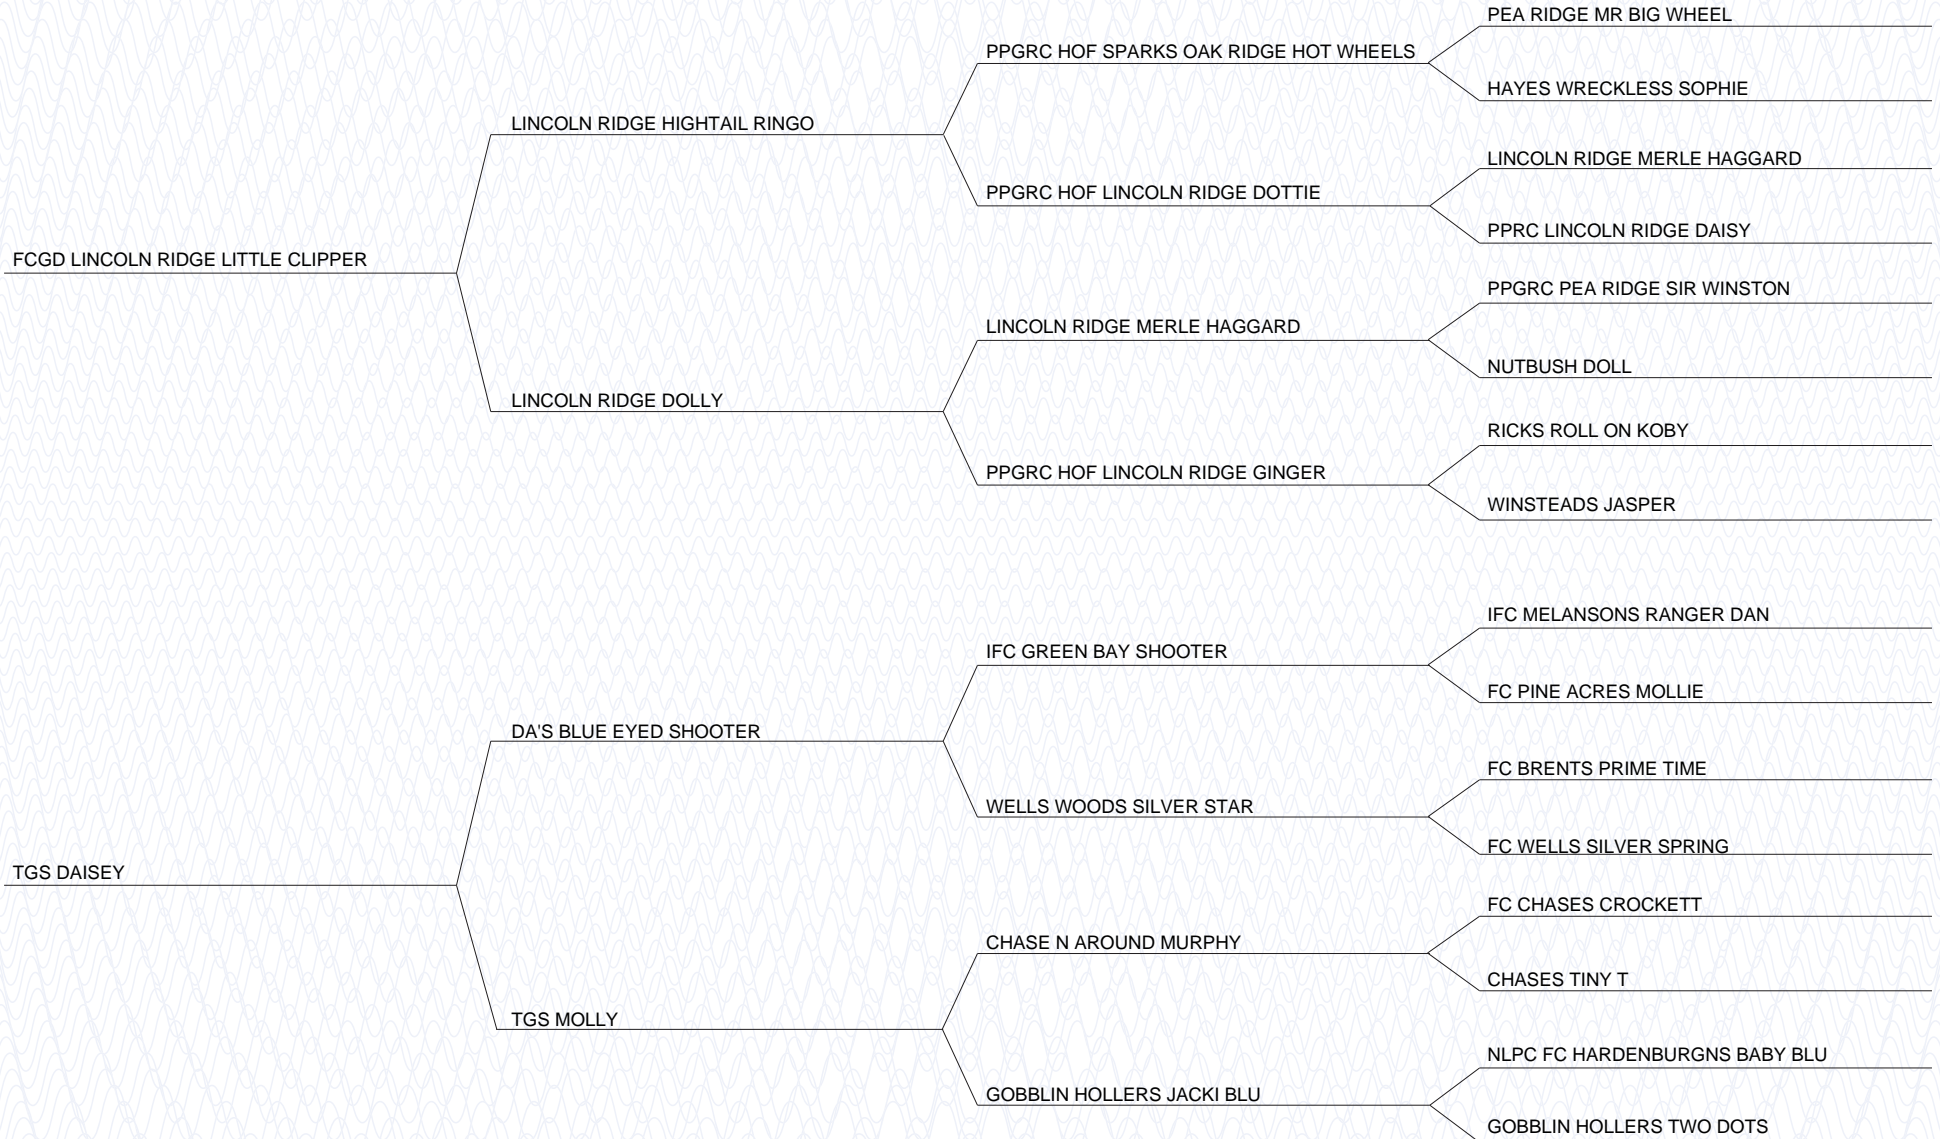 PEA RIDGE MR BIG WHEEL
PPGRC HOF SPARKS OAK RIDGE HOT WHEELS
HAYES WRECKLESS SOPHIE
LINCOLN RIDGE HIGHTAIL RINGO
LINCOLN RIDGE MERLE HAGGARD
PPGRC HOF LINCOLN RIDGE DOTTIE
PPRC LINCOLN RIDGE DAISY
FCGD LINCOLN RIDGE LITTLE CLIPPER
PPGRC PEA RIDGE SIR WINSTON
LINCOLN RIDGE MERLE HAGGARD
NUTBUSH DOLL
LINCOLN RIDGE DOLLY
RICKS ROLL ON KOBY
PPGRC HOF LINCOLN RIDGE GINGER
WINSTEADS JASPER
IFC MELANSONS RANGER DAN
IFC GREEN BAY SHOOTER
FC PINE ACRES MOLLIE
DA'S BLUE EYED SHOOTER
FC BRENTS PRIME TIME
WELLS WOODS SILVER STAR
FC WELLS SILVER SPRING
TGS DAISEY
FC CHASES CROCKETT
CHASE N AROUND MURPHY
CHASES TINY T
TGS MOLLY
NLPC FC HARDENBURGNS BABY BLU
GOBBLIN HOLLERS JACKI BLU
GOBBLIN HOLLERS TWO DOTS